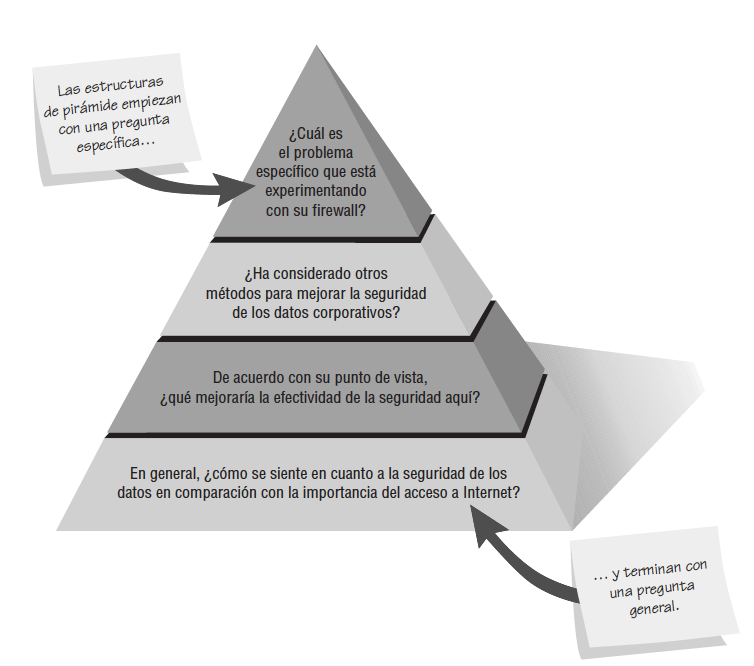 Las estructuras
de pirámide empiezan
con una pregunta
específica...
¿Cuál es
el problema
específico que está
experimentando
con su firewall?
¿Ha considerado otros
métodos para mejorar la seguridad
de los datos corporativos?
De acuerdo con su punto de vista,
¿qué mejoraría la efectividad de la seguridad aquí?
En general, ¿cómo se siente en cuanto a la seguridad de los
datos en comparación con la importancia del acceso a Internet?
... y terminan con
una pregunta
general.